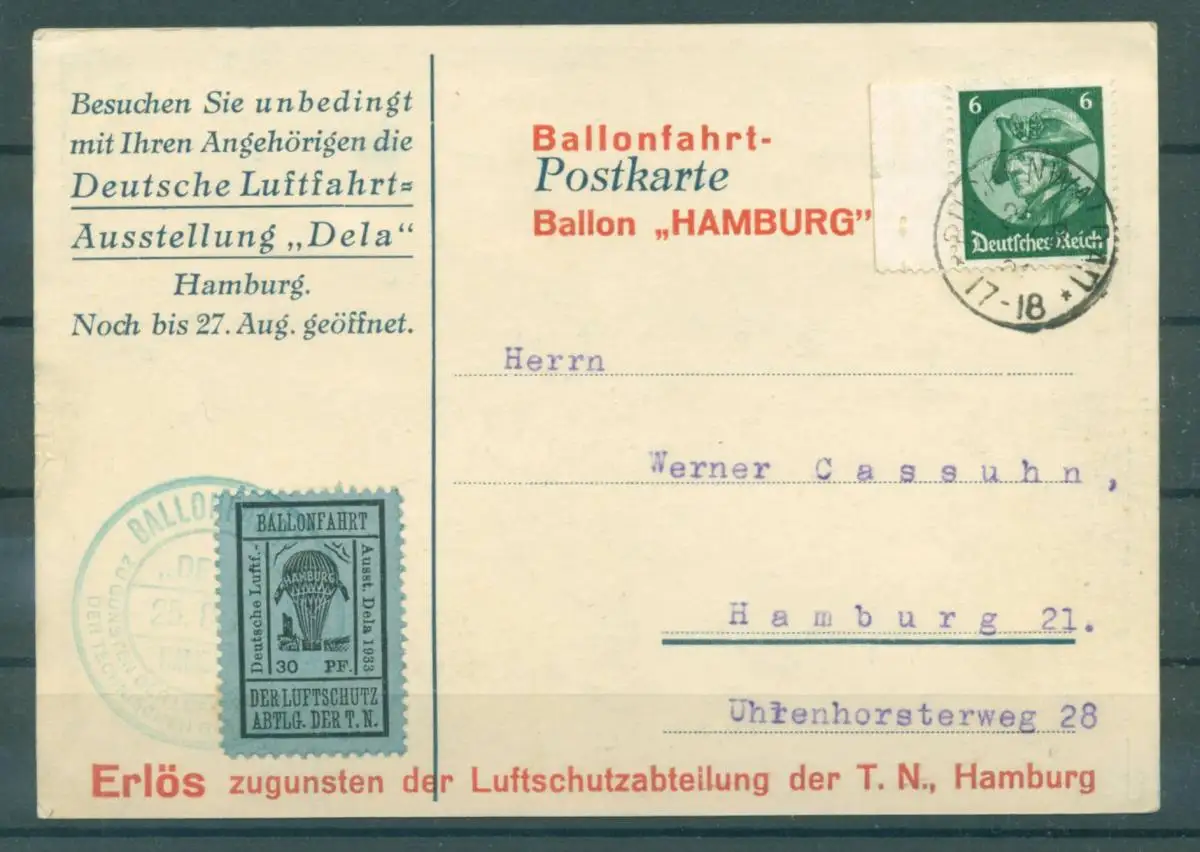 Besuchen Sie unbedingt
mit Ihren Angehörigen die
Deutsche Luftfahrt=
Ausstellung „Dela“
Hamburg.
Noch bis 27. Aug. geöffnet.
Ballonfahrt-
Postkarte
Ballon „HAMBURG"
6 6
Deutsches Reich
17-18 *
Herrn
Werner Cassuhn,
Hamburg 21.
Uhlenhorsterweg 28
BALLONFAHRT
Deutsche Luftf.-
HAMBURG
Ausst. Dela 1933
30 PF.
DER LUFTSCHUTZ
ABTLG. DER T. N.
Erlös zugunsten der Luftschutzabteilung der T. N., Hamburg